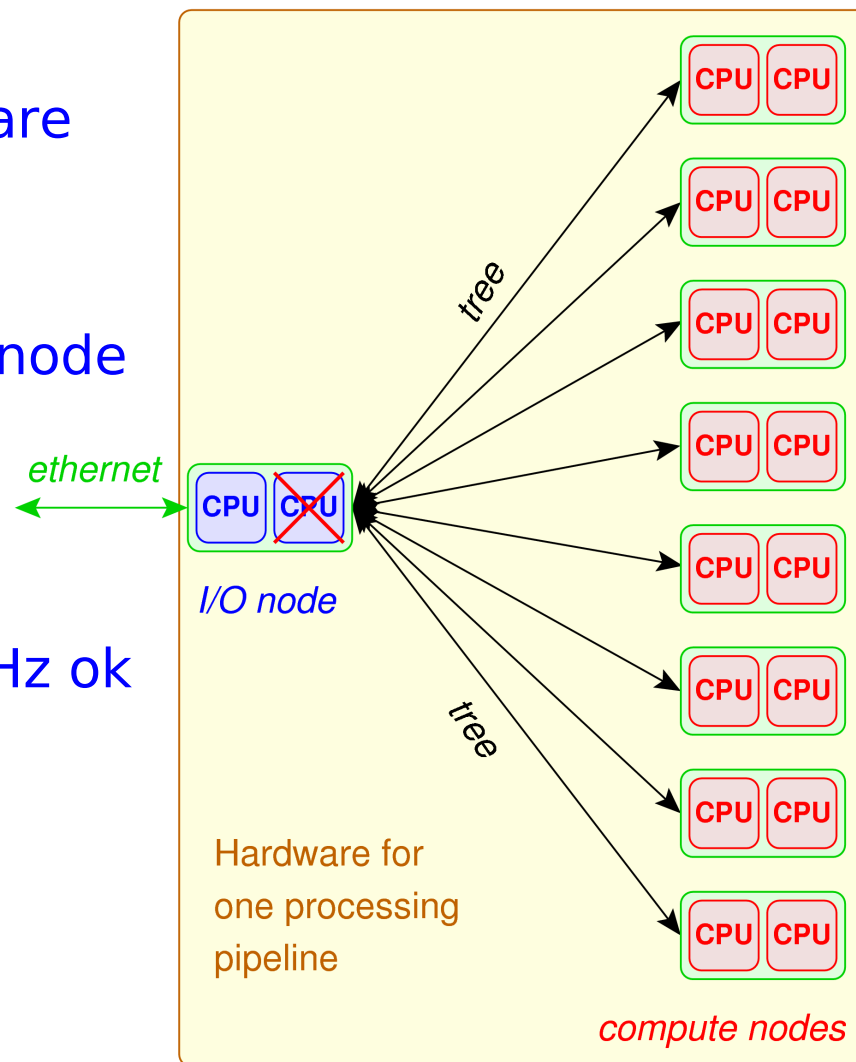 are
node
Hz ok
ethernet
CPU CPU
I/O node
tree
tree
Hardware for
one processing
pipeline
CPU CPU
CPU CPU
CPU CPU
CPU CPU
CPU CPU
CPU CPU
CPU CPU
CPU CPU
compute nodes